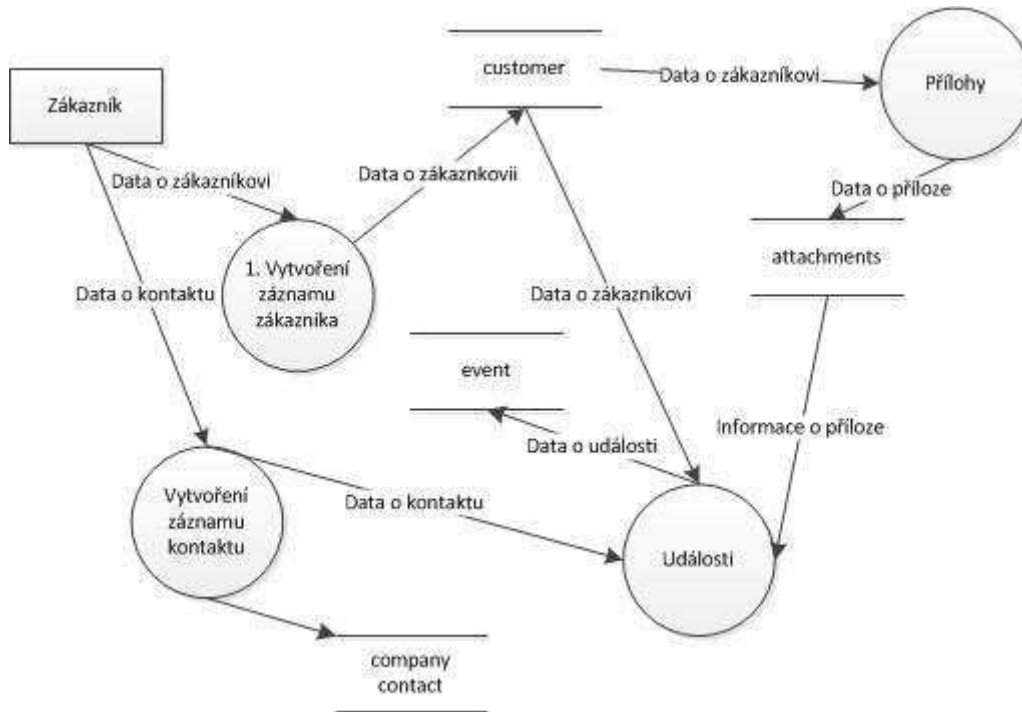 customer
Data o zákazníkovi
Přílohy
Zákazník
Data o zákazníkovi
Data o zákaznkovii
Data o příloze
1. Vytvoření
záznamu
zákaznika
attachments
Data o kontaktu
Data o zákazníkovi
event
Informace o příloze
Data o události
Vytvoření
záznamu
kontaktu
Data o kontaktu
Události
company
contact